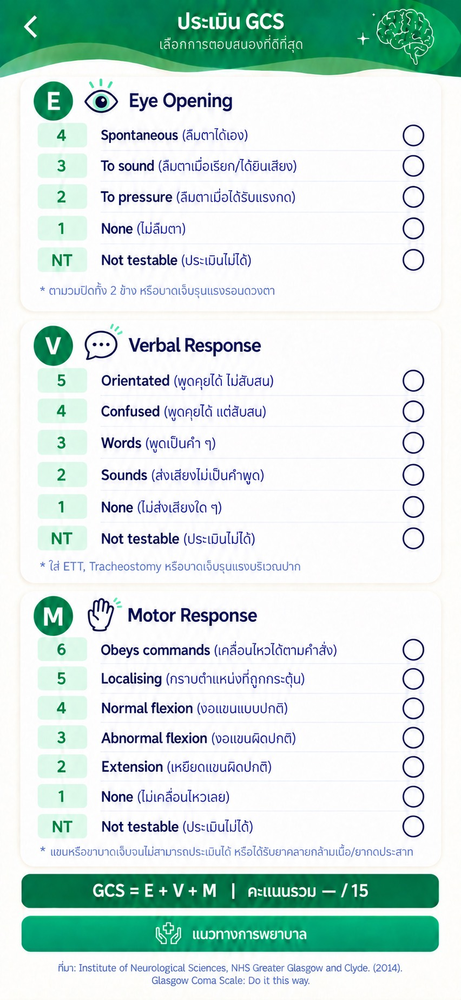 ประเมิน GCS
เลือกการตอบสนองที่ดีที่สุด
E Eye Opening
4 Spontaneous (ลืมตาได้เอง)
3 To sound (ลืมตาเมื่อเรียก/ได้ยินเสียง)
2 To pressure (ลืมตาเมื่อได้รับแรงกด)
1 None (ไม่ลืมตา)
NT Not testable (ประเมินไม่ได้)
* ตามวมปิดทั้ง 2 ข้าง หรือบาดเจ็บรุนแรงรอนดวงตา
V Verbal Response
5 Orientated (พูดคุยได้ ไม่สับสน)
4 Confused (พูดคุยได้ แต่สับสน)
3 Words (พูดเป็นคำ ๆ)
2 Sounds (ส่งเสียงไม่เป็นคำพูด)
1 None (ไม่ส่งเสียงใด ๆ)
NT Not testable (ประเมินไม่ได้)
* ใส่ ETT, Tracheostomy หรือบาดเจ็บรุนแรงบริเวณปาก
M Motor Response
6 Obeys commands (เคลื่อนไหวได้ตามคำสั่ง)
5 Localising (กราบตำแหน่งที่ถูกกระตุ้น)
4 Normal flexion (งอแขนแบบปกติ)
3 Abnormal flexion (งอแขนผิดปกติ)
2 Extension (เหยียดแขนผิดปกติ)
1 None (ไม่เคลื่อนไหวเลย)
NT Not testable (ประเมินไม่ได้)
* แขนหรือขาบาดเจ็บจนไม่สามารถประเมินได้ หรือได้รับยาคลายกล้ามเนื้อ/ยากดประสาท
GCS = E + V + M | คะแนนรวม — / 15
แนวทางการพยาบาล
ที่มา: Institute of Neurological Sciences, NHS Greater Glasgow and Clyde. (2014).
Glasgow Coma Scale: Do it this way.